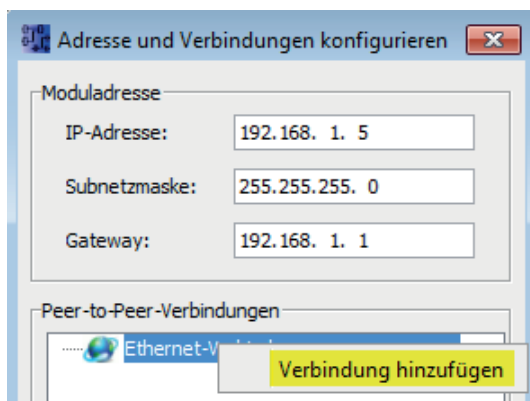 Adresse und Verbindungen konfigurieren
Moduladresse
IP-Adresse: 192.168. 1. 5
Subnetzmaske: 255.255.255. 0
Gateway: 192.168. 1. 1
Peer-to-Peer-Verbindungen
Verbindung hinzufügen